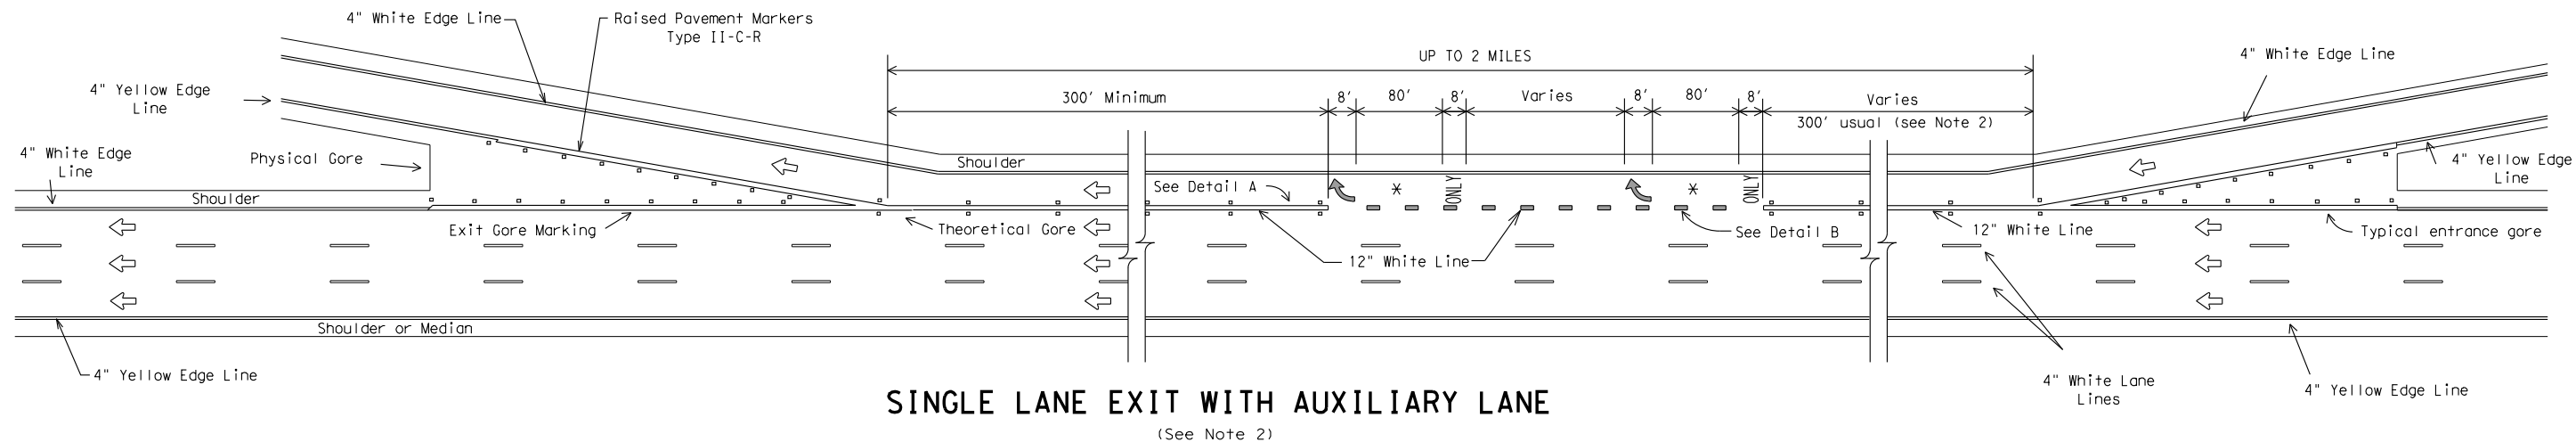 4" White Edge Line
Raised Pavement Markers
Type II-C-R
UP TO 2 MILES
4" White Edge Line
4" Yellow Edge
Line
300' Minimum
8'
80'
8'
Varies
8'
80'
8'
Varies
300' usual (see Note 2)
4" White Edge
Line
Physical Gore
Shoulder
4" Yellow Edge
Line
Shoulder
See Detail A
*
ONLY
*
ONLY
Exit Gore Marking
Theoretical Gore
See Detail B
12" White Line
Typical entrance gore
12" White Line
Shoulder or Median
4" Yellow Edge Line
4" White Lane
Lines
4" Yellow Edge Line
SINGLE LANE EXIT WITH AUXILIARY LANE
(See Note 2)